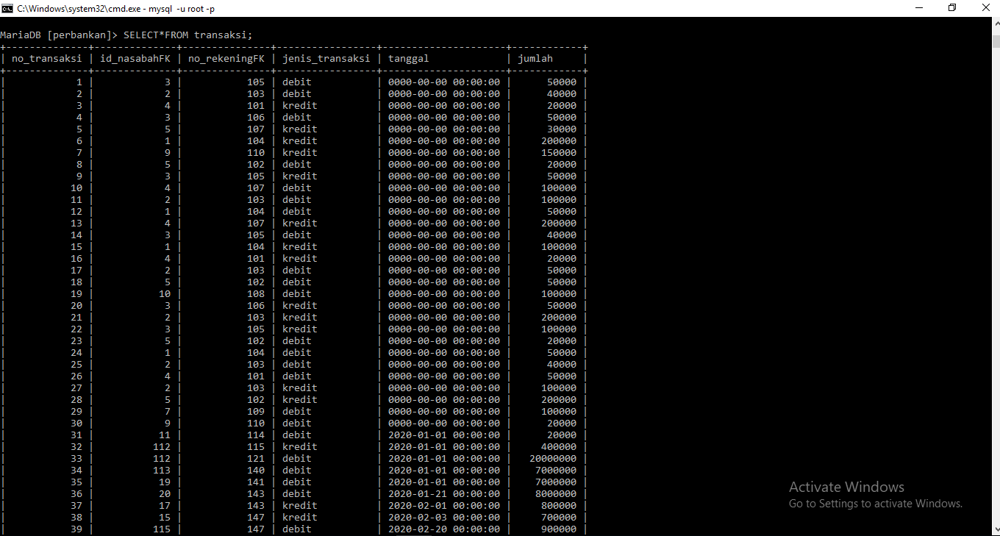 C:\Windows\system32\cmd.exe - mysql  -u root -p
MariaDB [perbankan]> SELECT*FROM transaksi;
+--------------+--------------+---------------+-----------------+---------------------+------------+
| no_transaksi | id_nasabahFK | no_rekeningFK | jenis_transaksi | tanggal             | jumlah     |
+--------------+--------------+---------------+-----------------+---------------------+------------+
|            1 |            3 |           105 | debit           | 0000-00-00 00:00:00 |      50000 |
|            2 |            2 |           103 | debit           | 0000-00-00 00:00:00 |      40000 |
|            3 |            4 |           101 | kredit          | 0000-00-00 00:00:00 |      20000 |
|            4 |            3 |           106 | debit           | 0000-00-00 00:00:00 |      50000 |
|            5 |            5 |           107 | kredit          | 0000-00-00 00:00:00 |      30000 |
|            6 |            1 |           104 | kredit          | 0000-00-00 00:00:00 |     200000 |
|            7 |            9 |           110 | kredit          | 0000-00-00 00:00:00 |     150000 |
|            8 |            5 |           102 | debit           | 0000-00-00 00:00:00 |      20000 |
|            9 |            3 |           105 | kredit          | 0000-00-00 00:00:00 |      50000 |
|           10 |            4 |           107 | debit           | 0000-00-00 00:00:00 |     100000 |
|           11 |            2 |           103 | debit           | 0000-00-00 00:00:00 |     100000 |
|           12 |            1 |           104 | debit           | 0000-00-00 00:00:00 |      50000 |
|           13 |            4 |           107 | kredit          | 0000-00-00 00:00:00 |     200000 |
|           14 |            3 |           105 | debit           | 0000-00-00 00:00:00 |      40000 |
|           15 |            1 |           104 | kredit          | 0000-00-00 00:00:00 |     100000 |
|           16 |            4 |           101 | kredit          | 0000-00-00 00:00:00 |      20000 |
|           17 |            2 |           103 | debit           | 0000-00-00 00:00:00 |      50000 |
|           18 |            5 |           102 | debit           | 0000-00-00 00:00:00 |      50000 |
|           19 |           10 |           108 | debit           | 0000-00-00 00:00:00 |     100000 |
|           20 |            3 |           106 | kredit          | 0000-00-00 00:00:00 |      50000 |
|           21 |            2 |           103 | kredit          | 0000-00-00 00:00:00 |     200000 |
|           22 |            3 |           105 | kredit          | 0000-00-00 00:00:00 |     100000 |
|           23 |            5 |           102 | debit           | 0000-00-00 00:00:00 |      20000 |
|           24 |            1 |           104 | debit           | 0000-00-00 00:00:00 |      50000 |
|           25 |            2 |           103 | debit           | 0000-00-00 00:00:00 |      40000 |
|           26 |            4 |           101 | debit           | 0000-00-00 00:00:00 |      50000 |
|           27 |            2 |           103 | kredit          | 0000-00-00 00:00:00 |     100000 |
|           28 |            5 |           102 | kredit          | 0000-00-00 00:00:00 |     200000 |
|           29 |            7 |           109 | debit           | 0000-00-00 00:00:00 |     100000 |
|           30 |            9 |           110 | debit           | 0000-00-00 00:00:00 |      20000 |
|           31 |           11 |           114 | debit           | 2020-01-01 00:00:00 |      20000 |
|           32 |          112 |           115 | kredit          | 2020-01-01 00:00:00 |     400000 |
|           33 |          112 |           121 | debit           | 2020-01-01 00:00:00 |   20000000 |
|           34 |          113 |           140 | debit           | 2020-01-01 00:00:00 |    7000000 |
|           35 |           19 |           141 | debit           | 2020-01-01 00:00:00 |    7000000 |
|           36 |           20 |           143 | debit           | 2020-01-21 00:00:00 |    8000000 |
|           37 |           17 |           143 | kredit          | 2020-02-01 00:00:00 |     800000 |
|           38 |           15 |           147 | kredit          | 2020-02-03 00:00:00 |     700000 |
|           39 |          115 |           147 | debit           | 2020-02-20 00:00:00 |     900000 |
Activate Windows
Go to Settings to activate Windows.